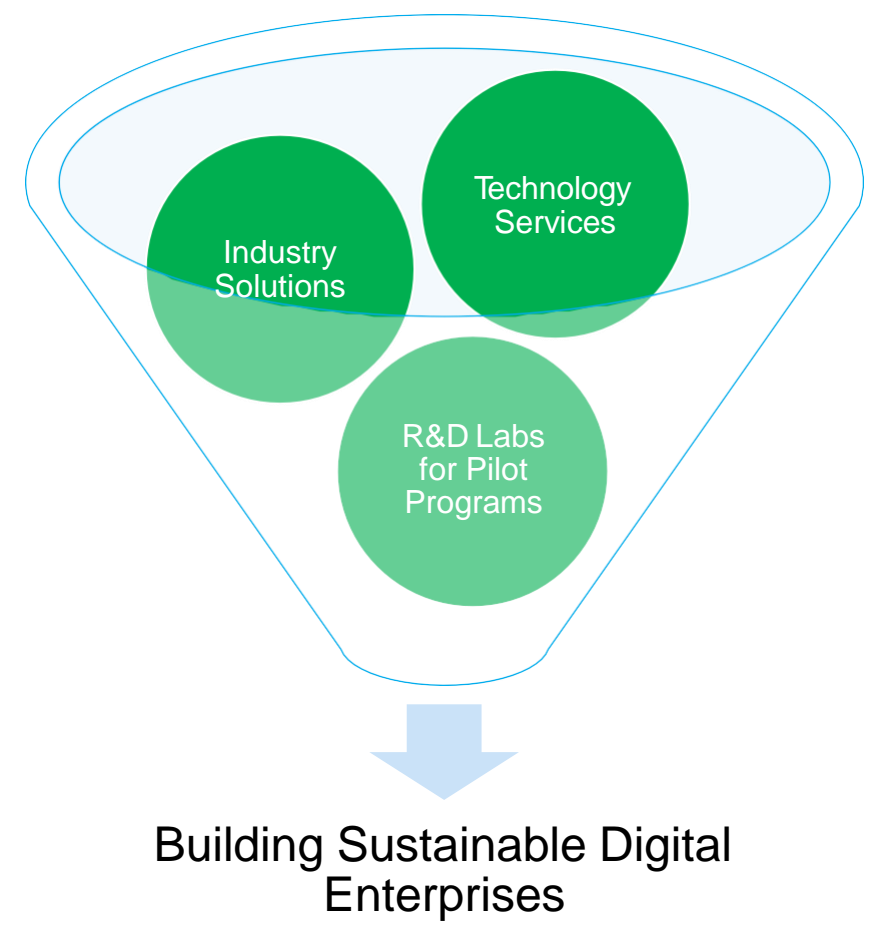 Technology
Services
Industry
Solutions
R&D Labs
for Pilot
Programs
Building Sustainable Digital
Enterprises